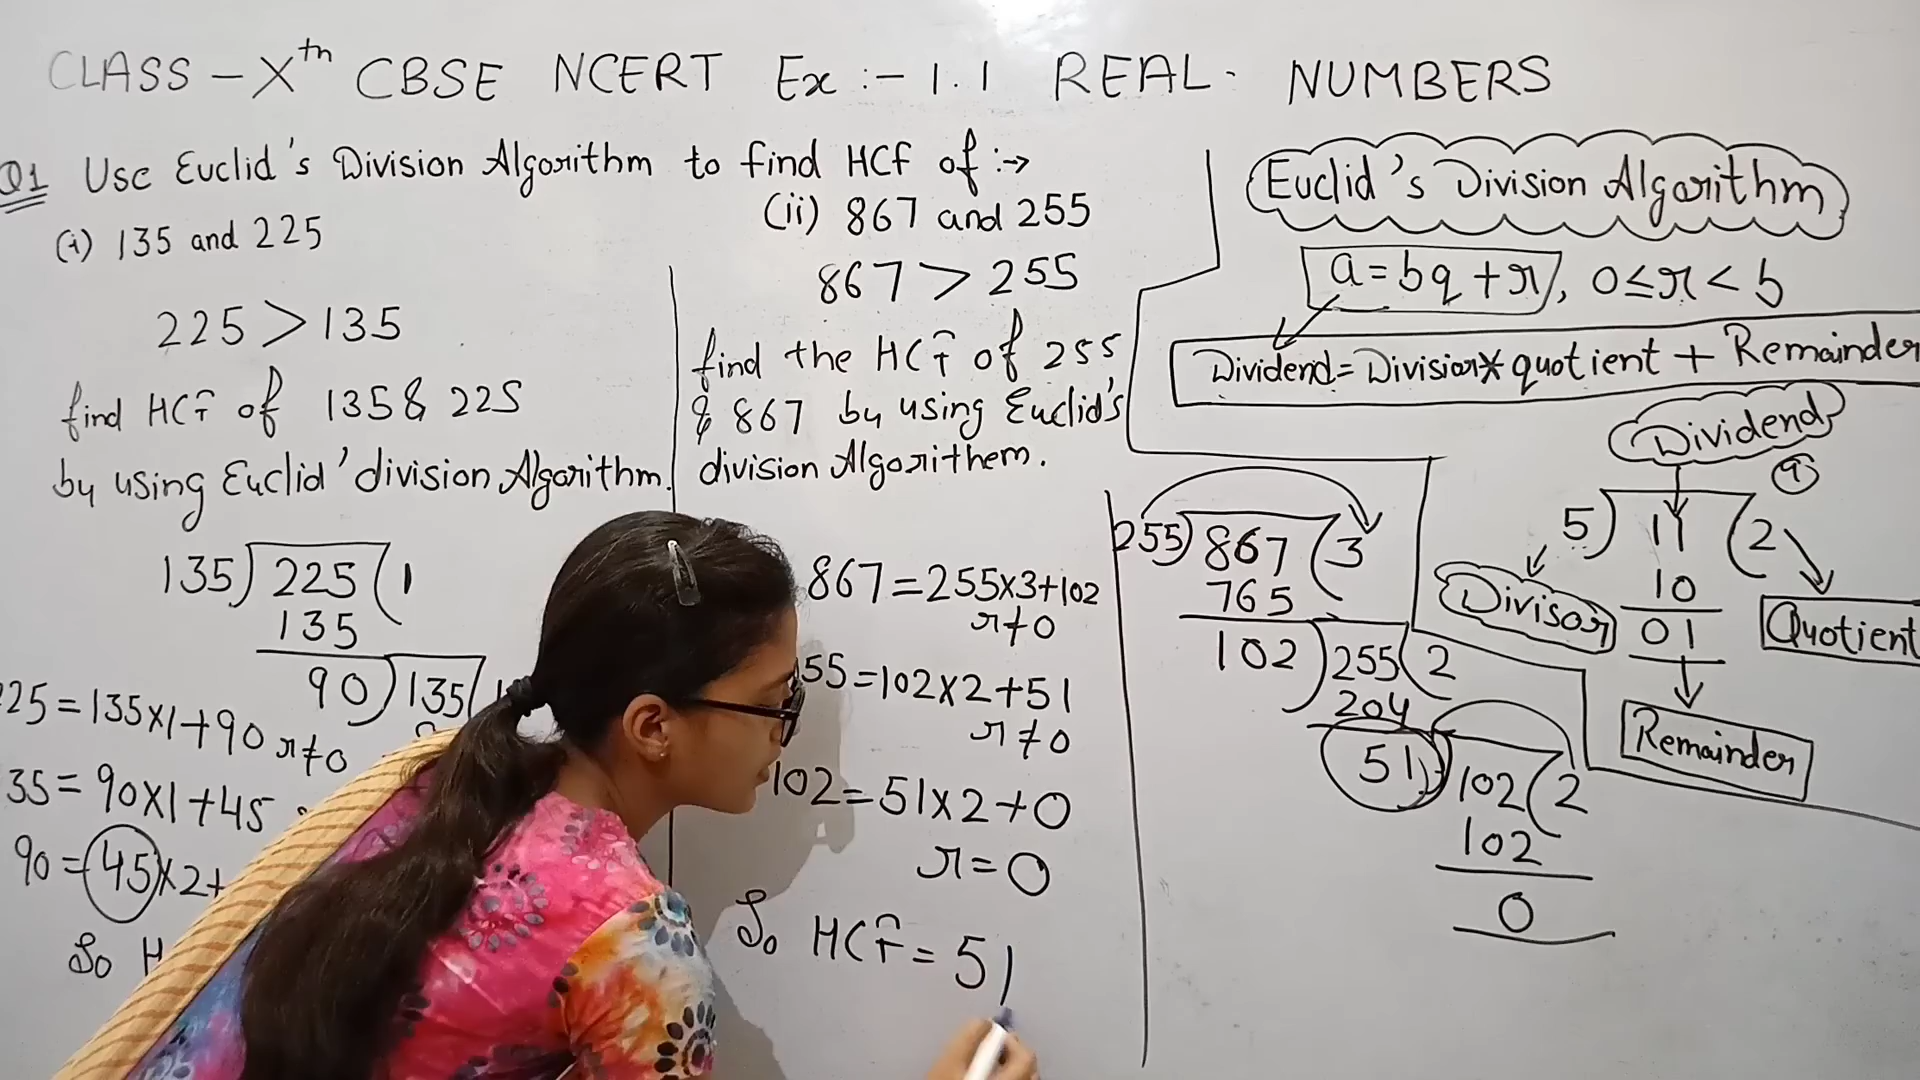 CLASS - Xth CBSE NCERT Ex :- 1.1 REAL NUMBERS
Q1 Use Euclid's Division Algorithm to find HCF of :→
(i) 135 and 225
225 > 135
find HCF of 135 & 225
by using Euclid' division Algorithm.
135) 225 (1
135
90) 135
25 = 135x1+90 r≠0
35 = 90x1+45
90 = 45x2+
So H
(ii) 867 and 255
867 > 255
find the HCF of 255
& 867 by using Euclid's
division Algorithem.
867 = 255x3+102
r≠0
55 = 102x2+51
r≠0
102 = 51x2+0
r = 0
So HCF = 51
255) 867 (3
765
102) 255 (2
204
51) 102 (2
102
0
Euclid's Division Algorithm
a = bq + r, 0 ≤ r < b
Dividend = Division* quotient + Remainder
Dividend
5) 11 (2
10
01
Divisor
Quotient
Remainder